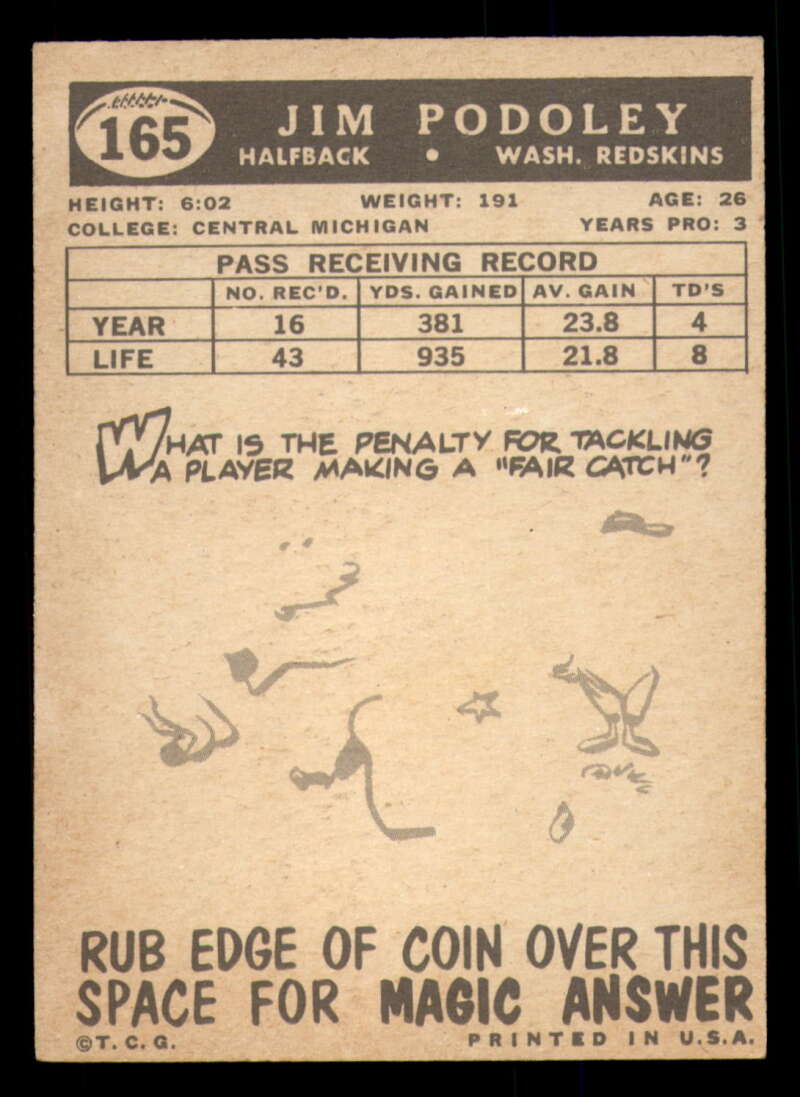 165
JIM PODOLEY
HALFBACK • WASH. REDSKINS
HEIGHT: 6:02 WEIGHT: 191 AGE: 26
COLLEGE: CENTRAL MICHIGAN YEARS PRO: 3
PASS RECEIVING RECORD
NO. REC'D. YDS. GAINED AV. GAIN TD'S
YEAR 16 381 23.8 4
LIFE 43 935 21.8 8
WHAT IS THE PENALTY FOR TACKLING
A PLAYER MAKING A "FAIR CATCH"?
RUB EDGE OF COIN OVER THIS
SPACE FOR MAGIC ANSWER
©T. C. G. PRINTED IN U.S.A.